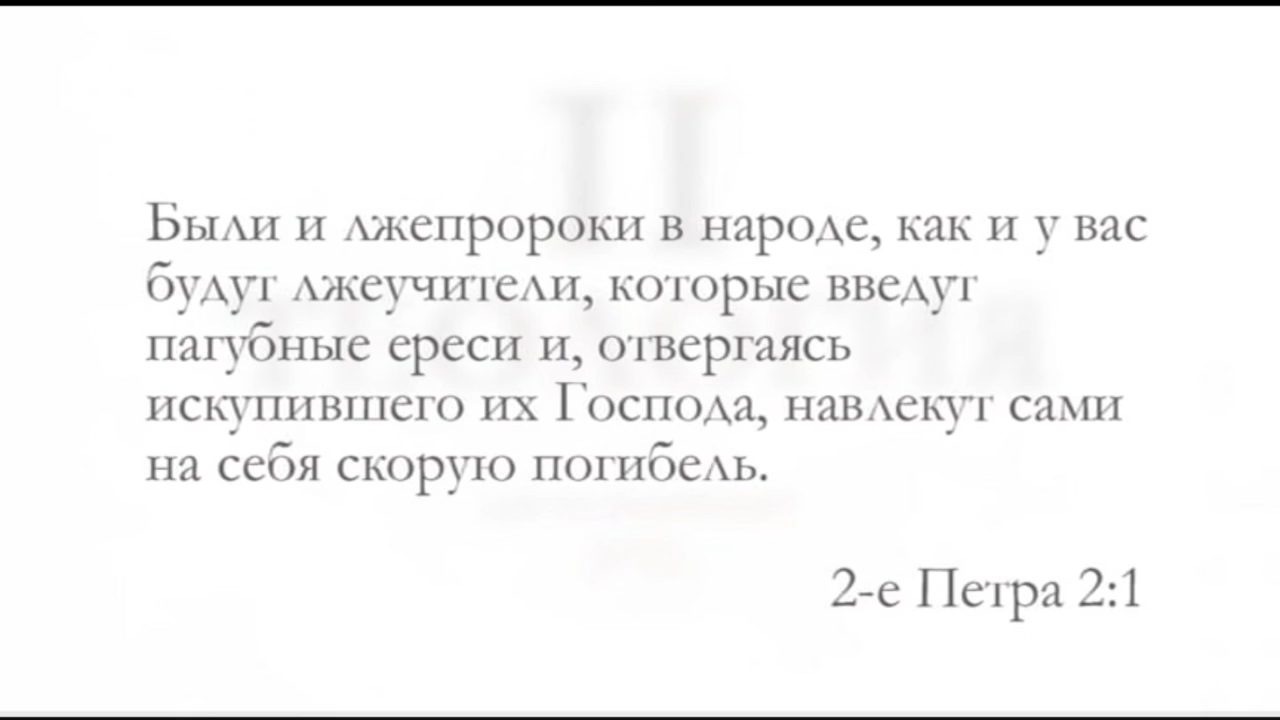 Были и лжепророки в народе, как и у вас
будут лжеучители, которые введут
пагубные ереси и, отвергаясь
искупившего их Господа, навлекут сами
на себя скорую погибель.
2-е Петра 2:1